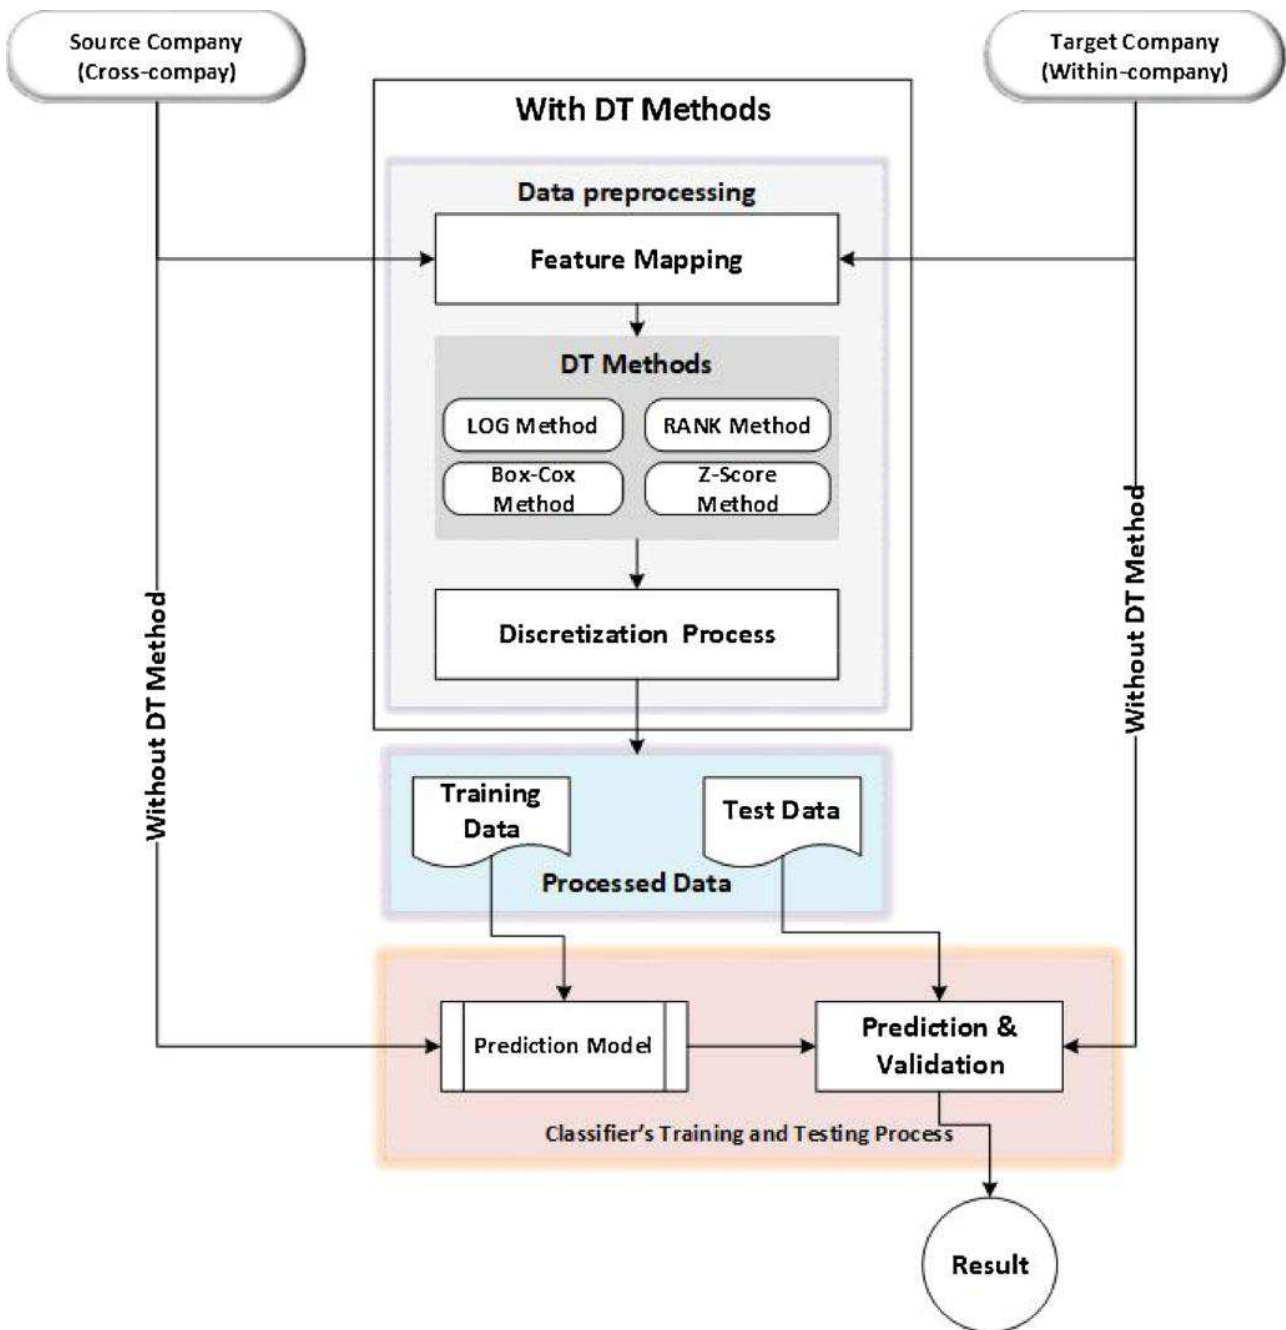 Source Company
(Cross-compay)
Target Company
(Within-company)
With DT Methods
Data preprocessing
Feature Mapping
DT Methods
LOG Method
RANK Method
Box-Cox
Method
Z-Score
Method
Discretization Process
Without DT Method
Without DT Method
Training
Data
Test Data
Processed Data
Prediction Model
Prediction &
Validation
Classifier's Training and Testing Process
Result